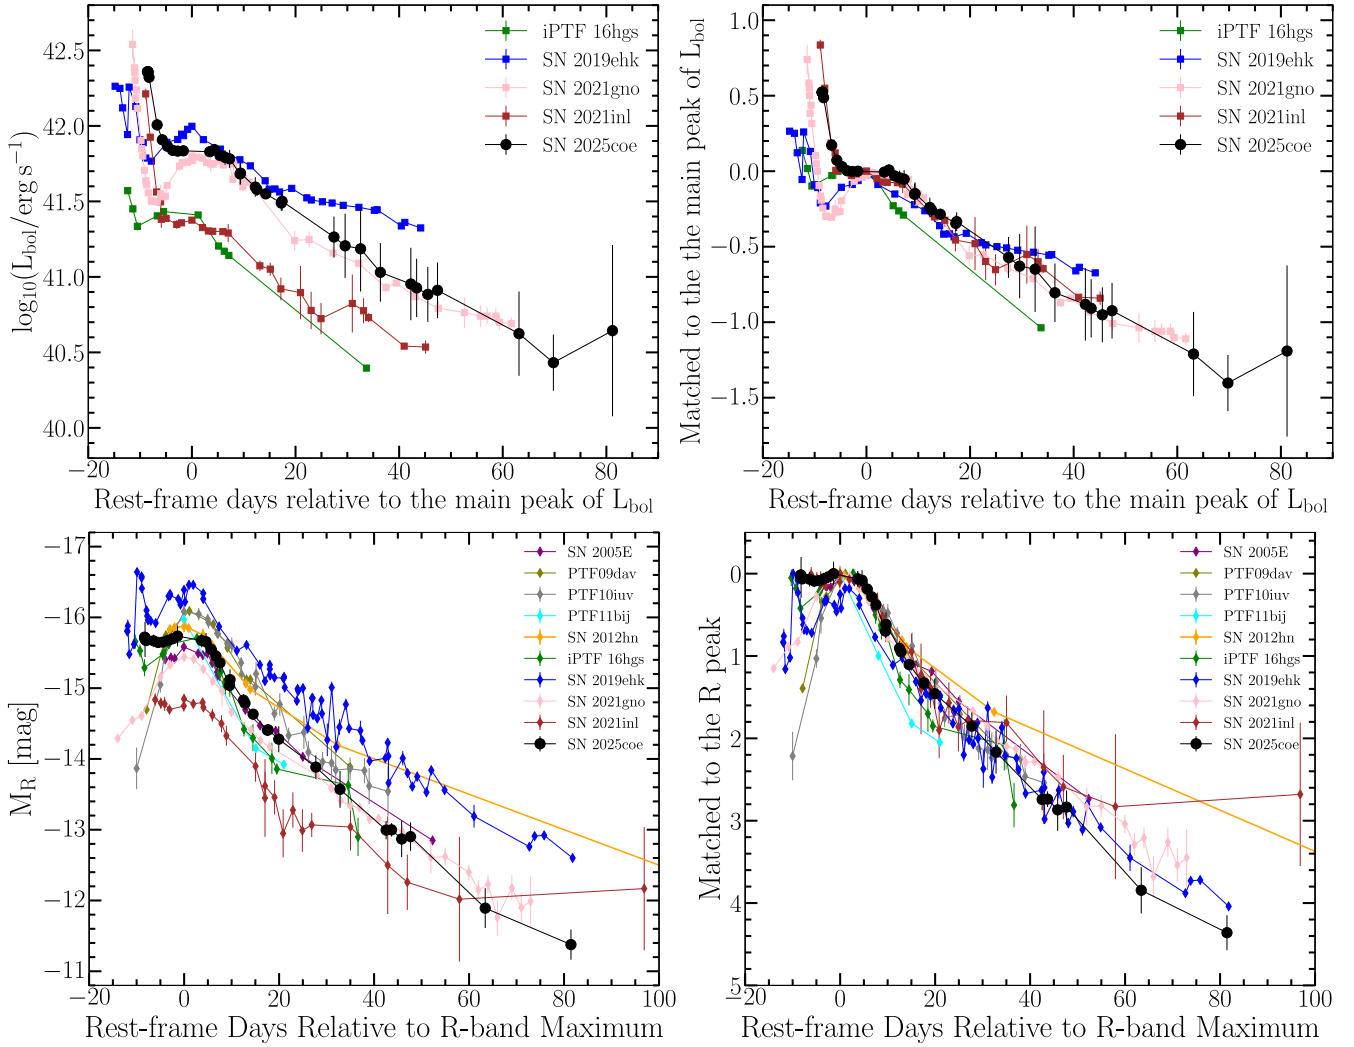 42.5
42.0
41.5
41.0
40.5
40.0
log₁₀(L_bol/erg s⁻¹)
iPTF 16hgs
SN 2019ehk
SN 2021gno
SN 2021inl
SN 2025coe
−20 0 20 40 60 80
Rest-frame days relative to the main peak of L_bol
1.0
0.5
0.0
−0.5
−1.0
−1.5
Matched to the the main peak of L_bol
iPTF 16hgs
SN 2019ehk
SN 2021gno
SN 2021inl
SN 2025coe
−20 0 20 40 60 80
Rest-frame days relative to the main peak of L_bol
−17
−16
−15
−14
−13
−12
−11
M_R [mag]
SN 2005E
PTF09dav
PTF10iuv
PTF11bij
SN 2012hn
iPTF 16hgs
SN 2019ehk
SN 2021gno
SN 2021inl
SN 2025coe
−20 0 20 40 60 80 100
Rest-frame Days Relative to R-band Maximum
0
1
2
3
4
5
Matched to the R peak
SN 2005E
PTF09dav
PTF10iuv
PTF11bij
SN 2012hn
iPTF 16hgs
SN 2019ehk
SN 2021gno
SN 2021inl
SN 2025coe
−20 0 20 40 60 80 100
Rest-frame Days Relative to R-band Maximum